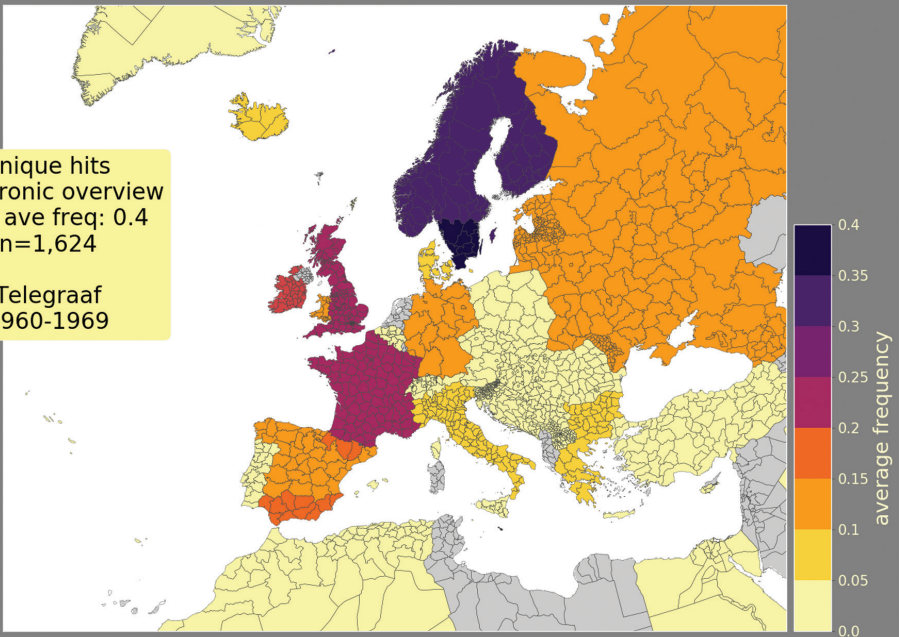 nique hits
ronic overview
ave freq: 0.4
n=1,624
Telegraaf
960-1969
0.4
0.35
0.3
0.25
0.2
0.15
0.1
0.05
0.0
average frequency